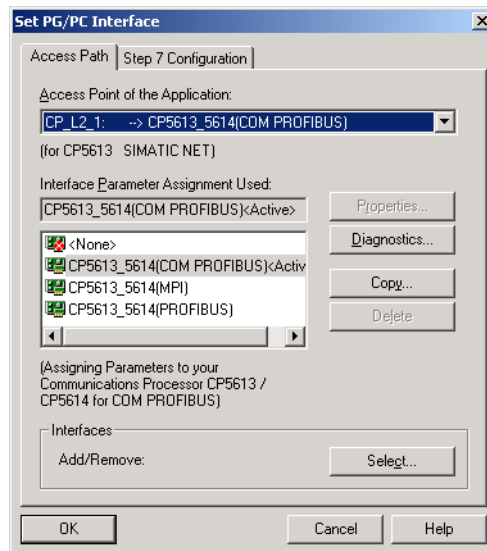 Set PG/PC Interface
Access Path
Step 7 Configuration
Access Point of the Application:
CP_L2_1: --> CP5613_5614(COM PROFIBUS)
(for CP5613 SIMATIC NET)
Interface Parameter Assignment Used:
CP5613_5614(COM PROFIBUS)<Active>
Properties...
<None>
Diagnostics...
CP5613_5614(COM PROFIBUS)<Activ
CP5613_5614(MPI)
Copy...
CP5613_5614(PROFIBUS)
Delete
(Assigning Parameters to your
Communications Processor CP5613 /
CP5614 for COM PROFIBUS)
Interfaces
Add/Remove:
Select...
OK
Cancel
Help